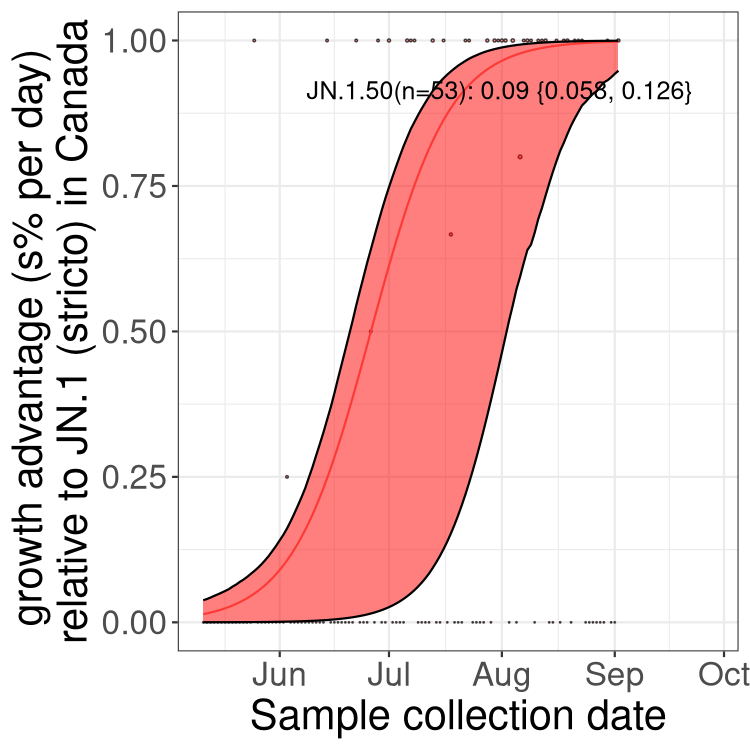 growth advantage (s% per day)
relative to JN.1 (stricto) in Canada
1.00
0.75
0.50
0.25
0.00
JN.1.50(n=53): 0.09 {0.058, 0.126}
Jun Jul Aug Sep Oct
Sample collection date